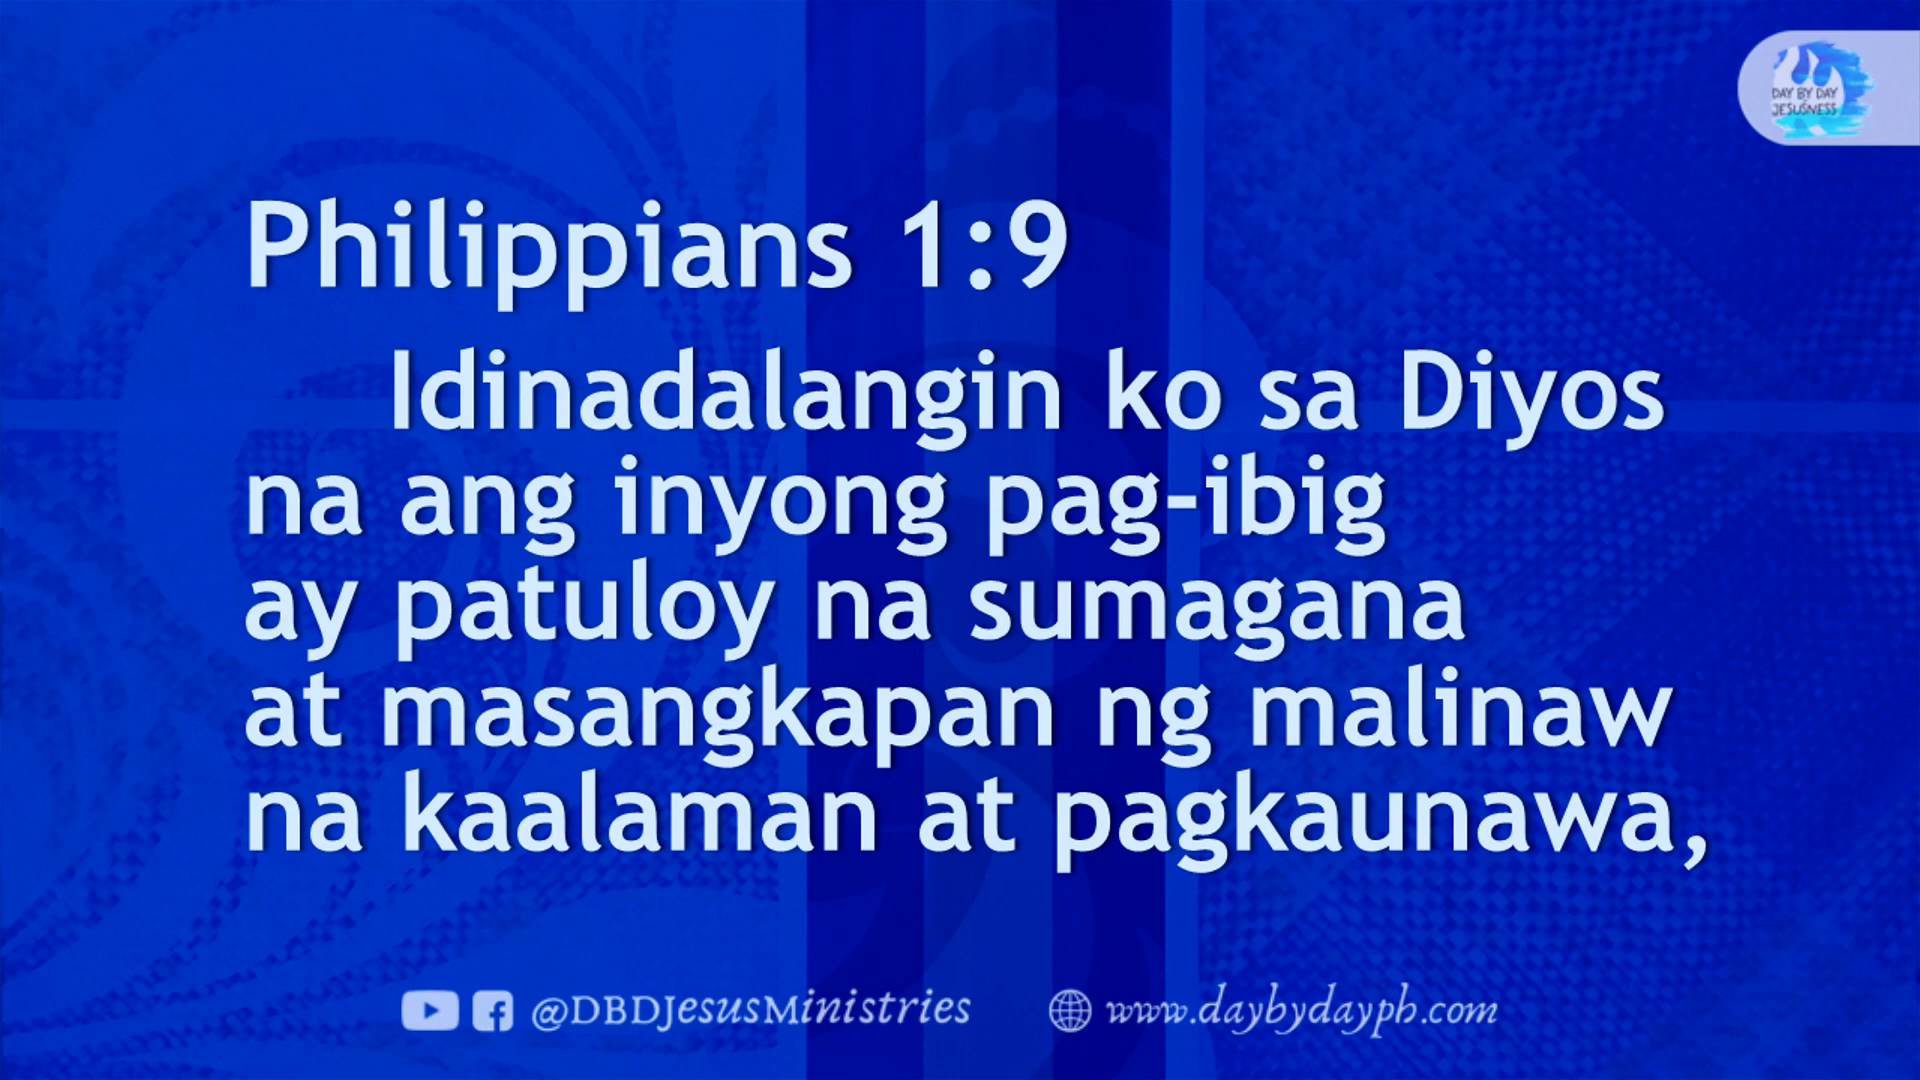 DAY BY DAY
JESUSNESS
Philippians 1:9
Idinadalangin ko sa Diyos
na ang inyong pag-ibig
ay patuloy na sumagana
at masangkapan ng malinaw
na kaalaman at pagkaunawa,
@DBDJesusMinistries
www.daybydayph.com